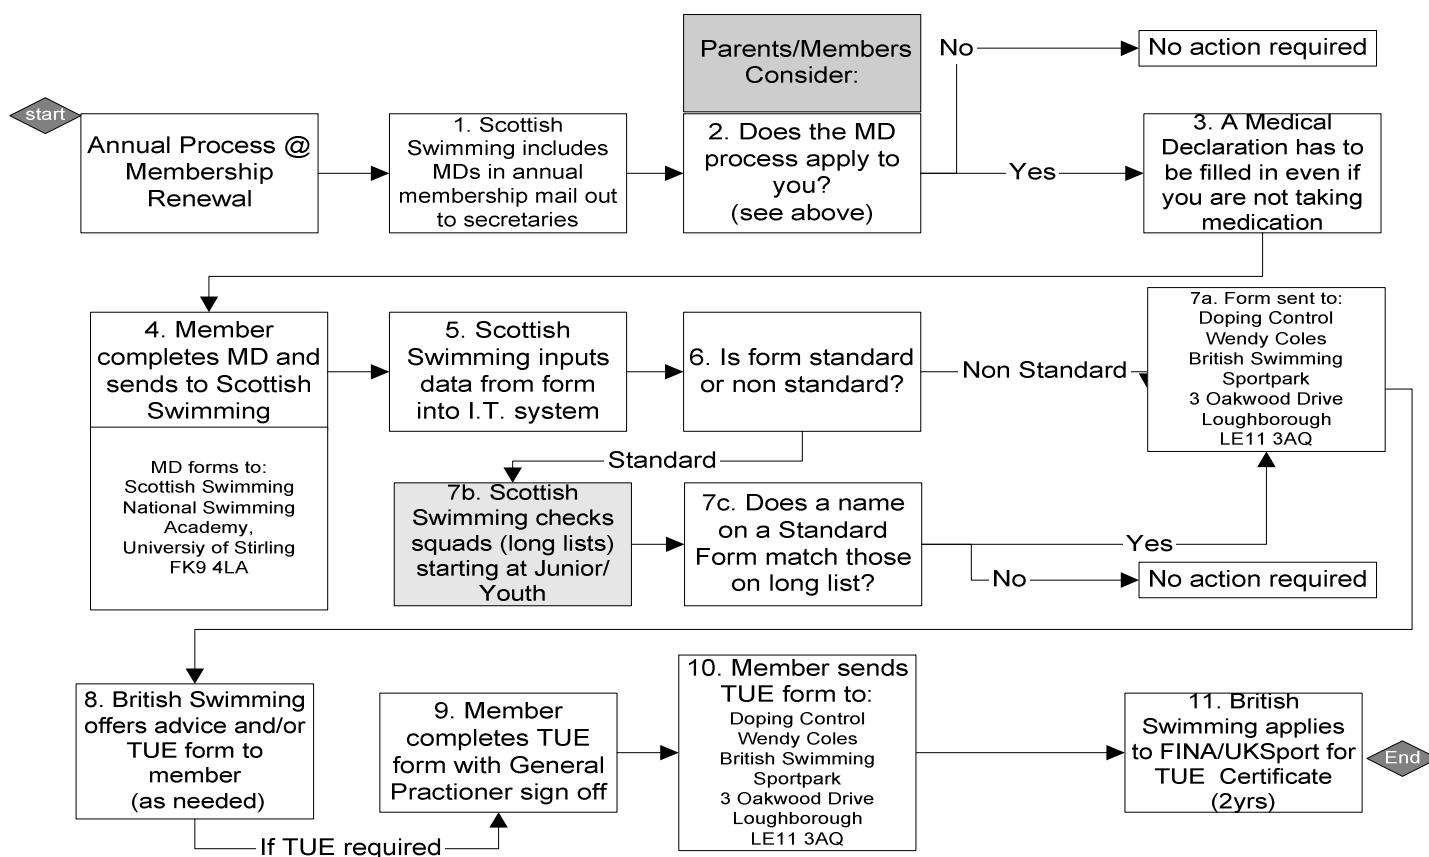 start
Annual Process @
Membership
Renewal
1. Scottish
Swimming includes
MDs in annual
membership mail out
to secretaries
Parents/Members
Consider:
2. Does the MD
process apply to
you?
(see above)
No
No action required
Yes
3. A Medical
Declaration has to
be filled in even if
you are not taking
medication
4. Member
completes MD and
sends to Scottish
Swimming
MD forms to:
Scottish Swimming
National Swimming
Academy,
Universiy of Stirling
FK9 4LA
5. Scottish
Swimming inputs
data from form
into I.T. system
6. Is form standard
or non standard?
Non Standard
7a. Form sent to:
Doping Control
Wendy Coles
British Swimming
Sportpark
3 Oakwood Drive
Loughborough
LE11 3AQ
Standard
7b. Scottish
Swimming checks
squads (long lists)
starting at Junior/
Youth
7c. Does a name
on a Standard
Form match those
on long list?
Yes
No
No action required
8. British Swimming
offers advice and/or
TUE form to
member
(as needed)
If TUE required
9. Member
completes TUE
form with General
Practioner sign off
10. Member sends
TUE form to:
Doping Control
Wendy Coles
British Swimming
Sportpark
3 Oakwood Drive
Loughborough
LE11 3AQ
11. British
Swimming applies
to FINA/UKSport for
TUE Certificate
(2yrs)
End